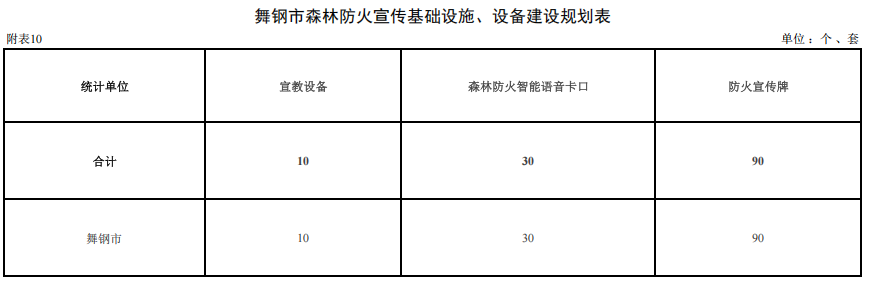 舞钢市森林防火宣传基础设施、设备建设规划表
附表10 单位：个、套
统计单位 宣教设备 森林防火智能语音卡口 防火宣传牌
合计 10 30 90
舞钢市 10 30 90